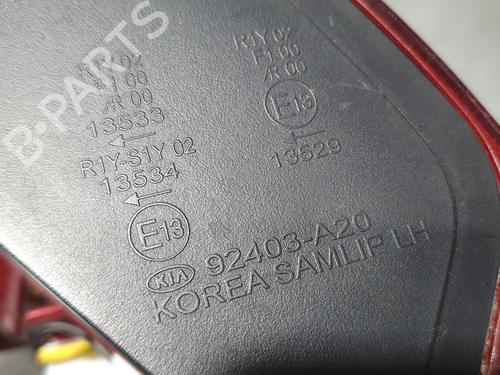 R1Y 02
F1 00
/R 00
E13
13529
02
1 00
/R 00
13533
R1Y-S1Y 02
13534
E13
KIA 92403-A20
KOREA SAMLIP LH
B-PARTS